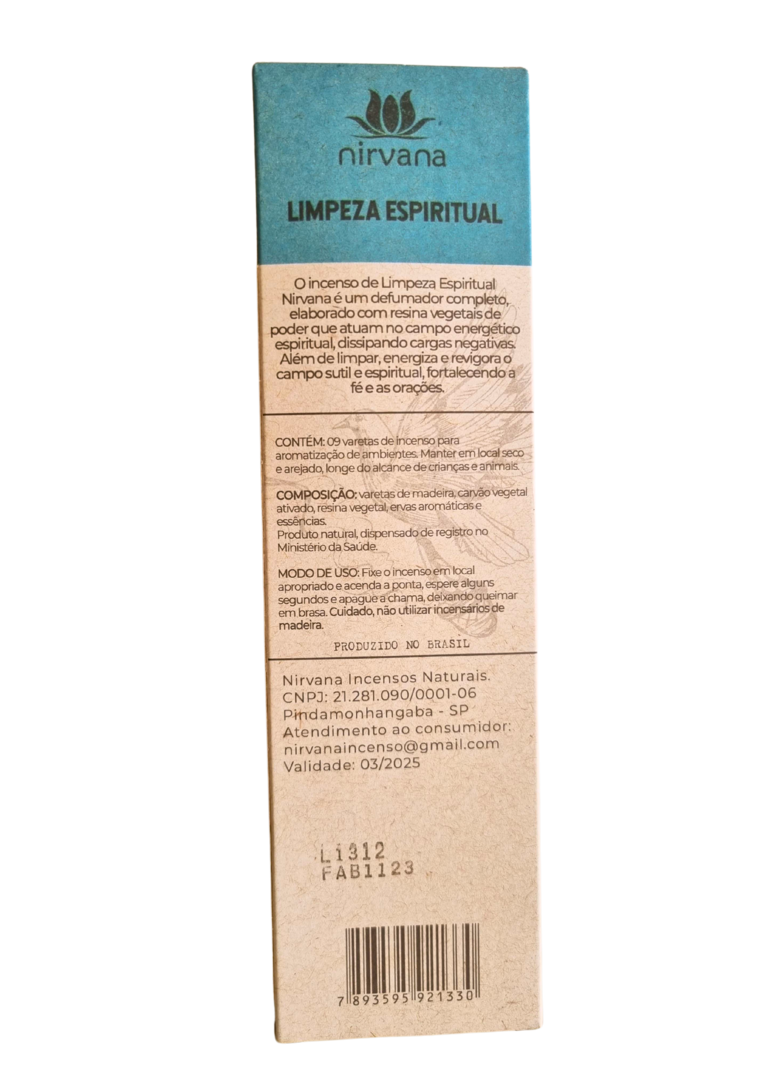 nirvana
LIMPEZA ESPIRITUAL
O incenso de Limpeza Espiritual
Nirvana é um defumador completo,
elaborado com resina vegetais de
poder que atuam no campo energético
espiritual, dissipando cargas negativas.
Além de limpar, energiza e revigora o
campo sutil e espiritual, fortalecendo a
fé e as orações.
CONTÉM: 09 varetas de incenso para
aromatização de ambientes. Manter em local seco
e arejado, longe do alcance de crianças e animais.
COMPOSIÇÃO: varetas de madeira, carvão vegetal
ativado, resina vegetal, ervas aromáticas e
essências.
Produto natural, dispensado de registro no
Ministério da Saúde.
MODO DE USO: Fixe o incenso em local
apropriado e acenda a ponta, espere alguns
segundos e apague a chama, deixando queimar
em brasa. Cuidado, não utilizar incensários de
madeira.
PRODUZIDO NO BRASIL
Nirvana Incensos Naturais.
CNPJ: 21.281.090/0001-06
Pindamonhangaba - SP
Atendimento ao consumidor:
nirvanaincenso@gmail.com
Validade: 03/2025
Li312
FAB1123
7 893595 921330